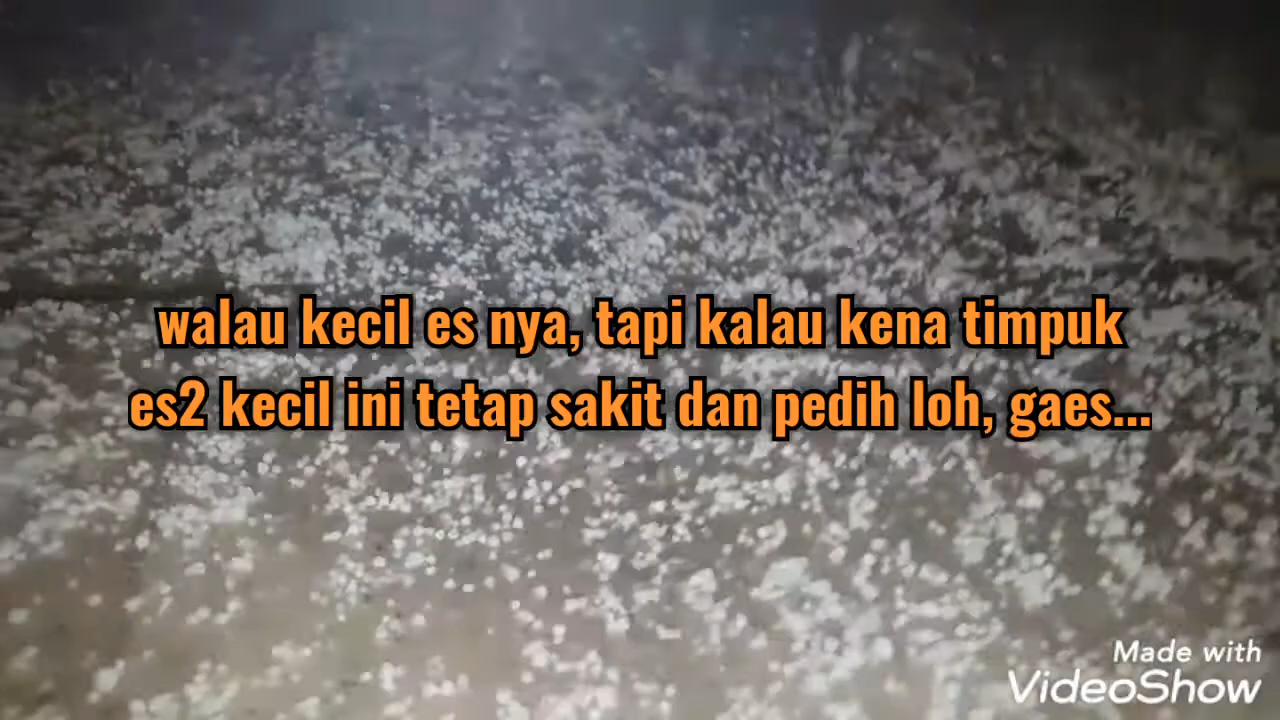 walau kecil es nya, tapi kalau kena timpuk
es2 kecil ini tetap sakit dan pedih loh, gaes...
Made with
VideoShow